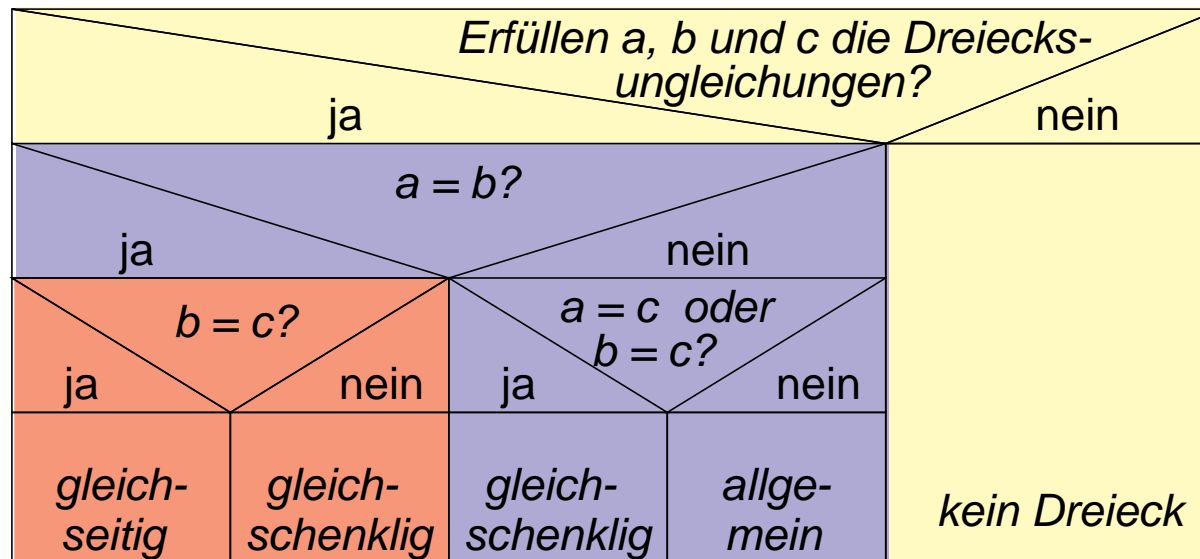 Erfüllen a, b und c die Dreiecks-
ungleichungen?
ja
nein
a = b?
ja
nein
b = c?
ja
nein
a = c oder
b = c?
ja
nein
gleich-
seitig
gleich-
schenklig
gleich-
schenklig
allge-
mein
kein Dreieck